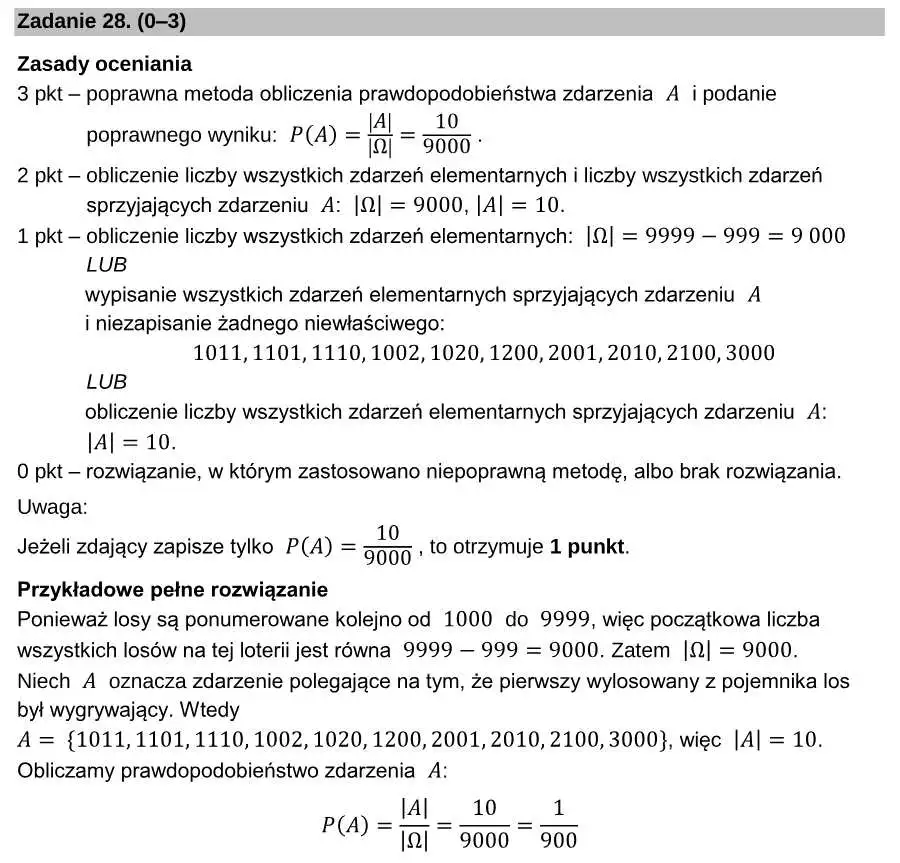 Zadanie 28. (0–3)
Zasady oceniania
3 pkt – poprawna metoda obliczenia prawdopodobieństwa zdarzenia A i podanie
poprawnego wyniku: P(A) = |A|/|Ω| = 10/9000 .
2 pkt – obliczenie liczby wszystkich zdarzeń elementarnych i liczby wszystkich zdarzeń
sprzyjających zdarzeniu A: |Ω| = 9000, |A| = 10.
1 pkt – obliczenie liczby wszystkich zdarzeń elementarnych: |Ω| = 9999 − 999 = 9 000
LUB
wypisanie wszystkich zdarzeń elementarnych sprzyjających zdarzeniu A
i niezapisanie żadnego niewłaściwego:
1011, 1101, 1110, 1002, 1020, 1200, 2001, 2010, 2100, 3000
LUB
obliczenie liczby wszystkich zdarzeń elementarnych sprzyjających zdarzeniu A:
|A| = 10.
0 pkt – rozwiązanie, w którym zastosowano niepoprawną metodę, albo brak rozwiązania.
Uwaga:
Jeżeli zdający zapisze tylko P(A) = 10/9000 , to otrzymuje 1 punkt.
Przykładowe pełne rozwiązanie
Ponieważ losy są ponumerowane kolejno od 1000 do 9999, więc początkowa liczba
wszystkich losów na tej loterii jest równa 9999 − 999 = 9000. Zatem |Ω| = 9000.
Niech A oznacza zdarzenie polegające na tym, że pierwszy wylosowany z pojemnika los
był wygrywający. Wtedy
A = {1011, 1101, 1110, 1002, 1020, 1200, 2001, 2010, 2100, 3000}, więc |A| = 10.
Obliczamy prawdopodobieństwo zdarzenia A:
P(A) = |A|/|Ω| = 10/9000 = 1/900